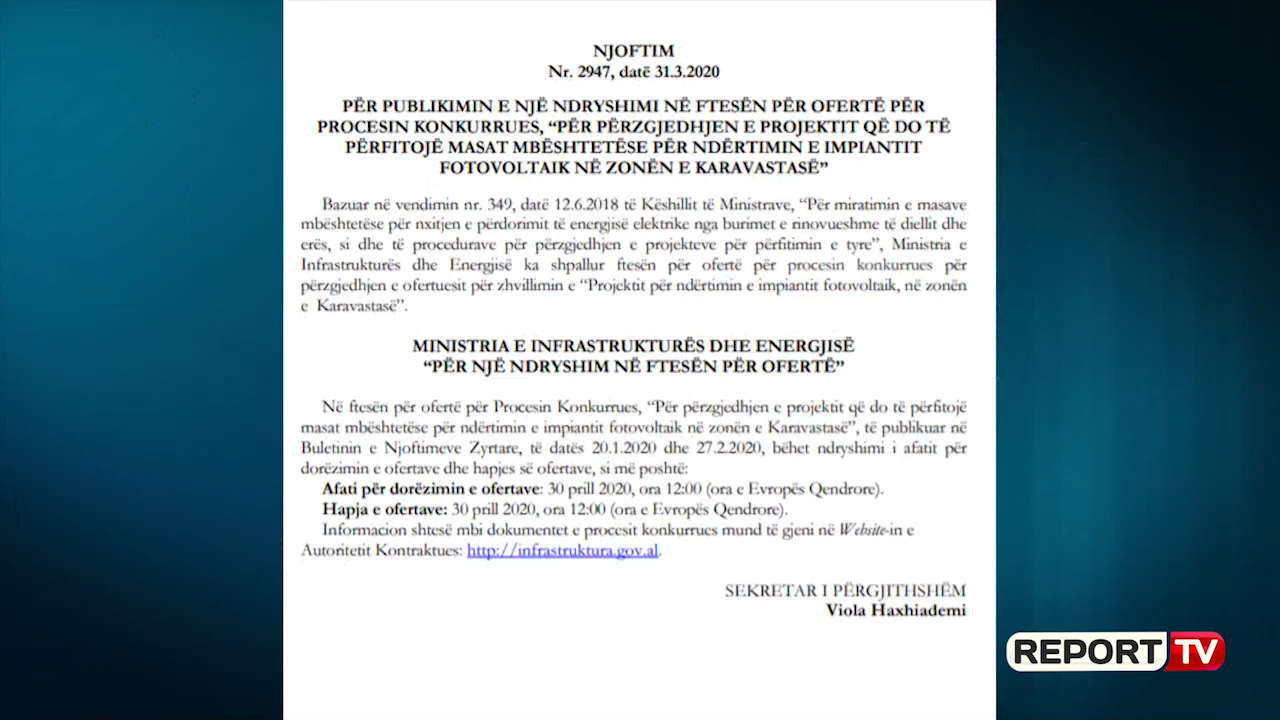 NJOFTIM
Nr. 2947, datë 31.3.2020
PËR PUBLIKIMIN E NJË NDRYSHIMI NË FTESËN PËR OFERTË PËR
PROCESIN KONKURRUES, “PËR PËRZGJEDHJEN E PROJEKTIT QË DO TË
PËRFITOJË MASAT MBËSHTETËSE PËR NDËRTIMIN E IMPIANTIT
FOTOVOLTAIK NË ZONËN E KARAVASTASË”
Bazuar në vendimin nr. 349, datë 12.6.2018 të Këshillit të Ministrave, “Për miratimin e masave
mbështetëse për nxitjen e përdorimit të energjisë elektrike nga burimet e rinovueshme të diellit dhe
erës, si dhe të procedurave për përzgjedhjen e projekteve për përfitimin e tyre”, Ministria e
Infrastrukturës dhe Energjisë ka shpallur ftesën për ofertë për procesin konkurrues për
përzgjedhjen e ofertuesit për zhvillimin e “Projektit për ndërtimin e impiantit fotovoltaik, në zonën
e Karavastasë”.
MINISTRIA E INFRASTRUKTURËS DHE ENERGJISË
“PËR NJË NDRYSHIM NË FTESËN PËR OFERTË”
Në ftesën për ofertë për Procesin Konkurrues, “Për përzgjedhjen e projektit që do të përfitojë
masat mbështetëse për ndërtimin e impiantit fotovoltaik në zonën e Karavastasë”, të publikuar në
Buletinin e Njoftimeve Zyrtare, të datës 20.1.2020 dhe 27.2.2020, bëhet ndryshimi i afatit për
dorëzimin e ofertave dhe hapjes së ofertave, si më poshtë:
Afati për dorëzimin e ofertave: 30 prill 2020, ora 12:00 (ora e Evropës Qendrore).
Hapja e ofertave: 30 prill 2020, ora 12:00 (ora e Evropës Qendrore).
Informacion shtesë mbi dokumentet e procesit konkurrues mund të gjeni në Website-in e
Autoritetit Kontraktues: http://infrastruktura.gov.al.
SEKRETAR I PËRGJITHSHËM
Viola Haxhiademi
REPORT TV